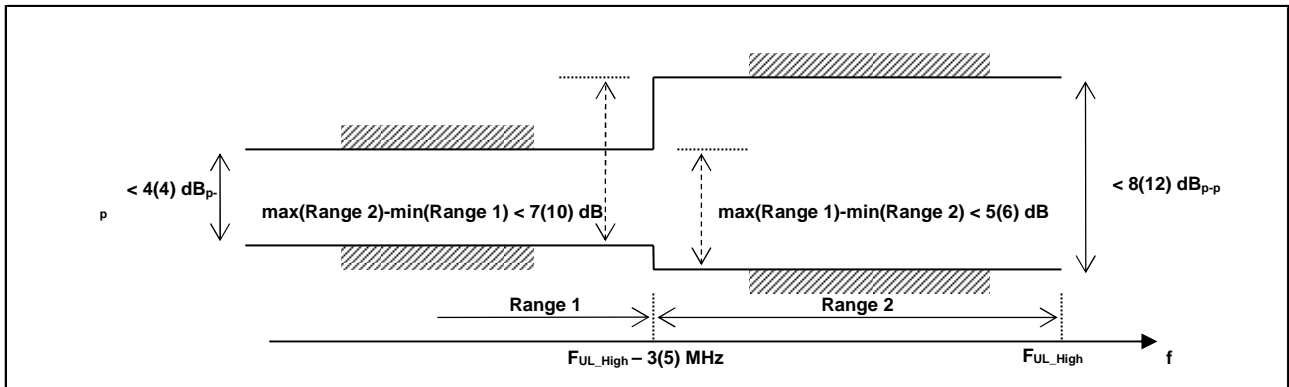 < 4(4) dBp-
p
max(Range 2)-min(Range 1) < 7(10) dB
max(Range 1)-min(Range 2) < 5(6) dB
< 8(12) dBp-p
Range 1
Range 2
FUL_High – 3(5) MHz
FUL_High
f